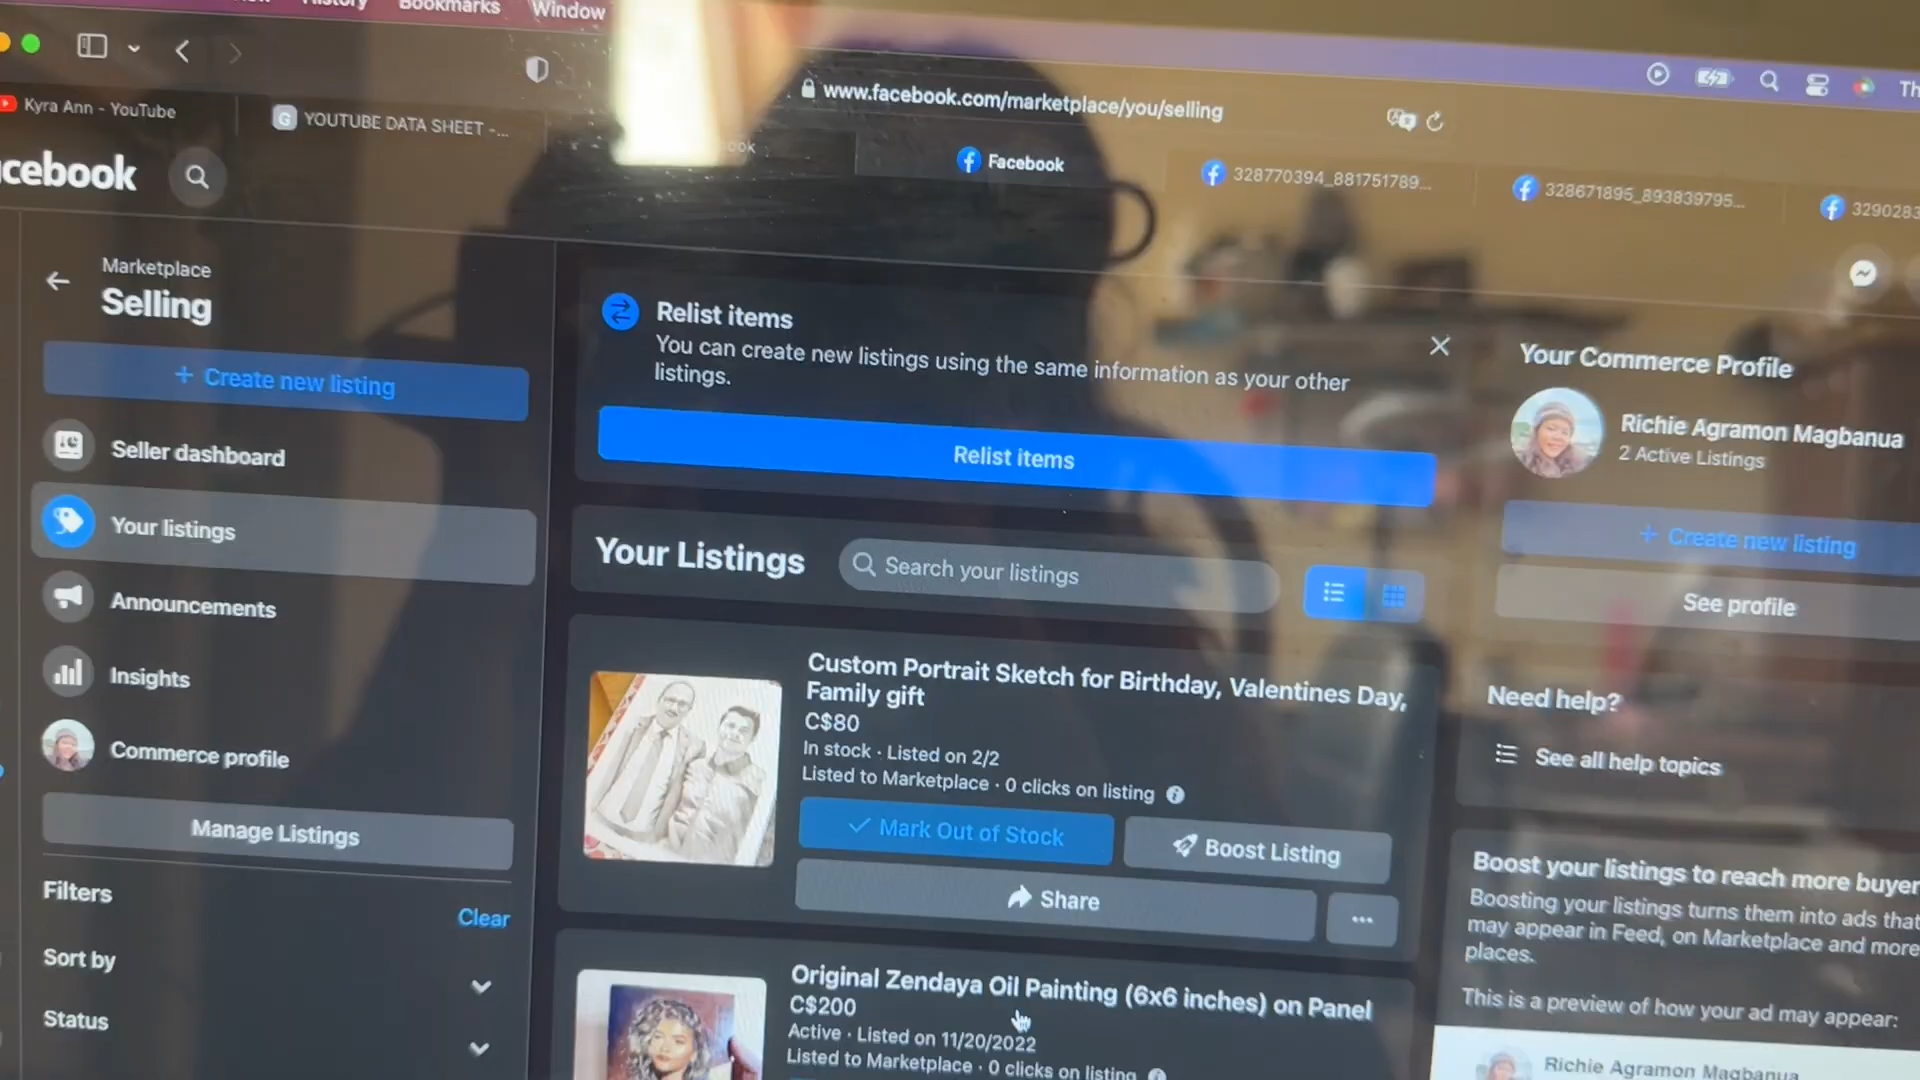 History
Bookmarks
Window
www.facebook.com/marketplace/you/selling
Kyra Ann - YouTube
YOUTUBE DATA SHEET -...
ook
Facebook
328770394_881751789...
328671895_893839795...
3290283
Th
acebook
Marketplace
Selling
+ Create new listing
Seller dashboard
Your listings
Announcements
Insights
Commerce profile
Manage Listings
Filters
Clear
Sort by
Status
Relist items
You can create new listings using the same information as your other
listings.
Relist items
Your Listings
Search your listings
Custom Portrait Sketch for Birthday, Valentines Day,
Family gift
C$80
In stock · Listed on 2/2
Listed to Marketplace · 0 clicks on listing
Mark Out of Stock
Boost Listing
Share
Original Zendaya Oil Painting (6x6 inches) on Panel
C$200
Active · Listed on 11/20/2022
Listed to Marketplace · 0 clicks on listing
Your Commerce Profile
Richie Agramon Magbanua
2 Active Listings
+ Create new listing
See profile
Need help?
See all help topics
Boost your listings to reach more buyer
Boosting your listings turns them into ads that
may appear in Feed, on Marketplace and more
places.
This is a preview of how your ad may appear:
Richie Agramon Magbanua